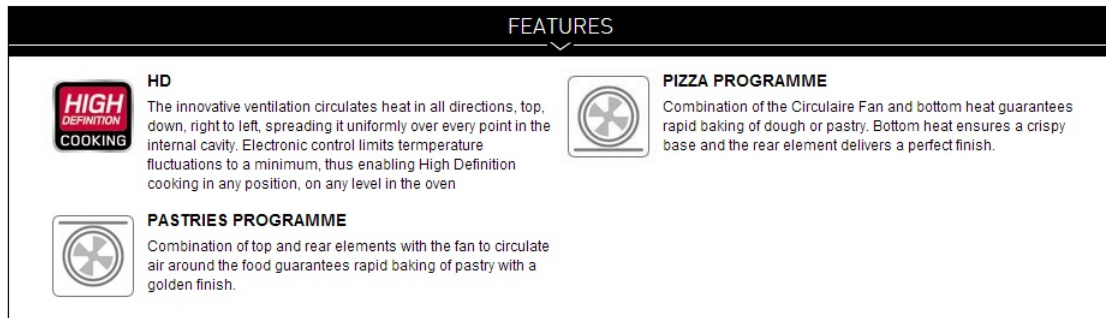 FEATURES
HIGH
DEFINITION
COOKING
HD
The innovative ventilation circulates heat in all directions, top,
down, right to left, spreading it uniformly over every point in the
internal cavity. Electronic control limits termperature
fluctuations to a minimum, thus enabling High Definition
cooking in any position, on any level in the oven
PIZZA PROGRAMME
Combination of the Circulaire Fan and bottom heat guarantees
rapid baking of dough or pastry. Bottom heat ensures a crispy
base and the rear element delivers a perfect finish.
PASTRIES PROGRAMME
Combination of top and rear elements with the fan to circulate
air around the food guarantees rapid baking of pastry with a
golden finish.